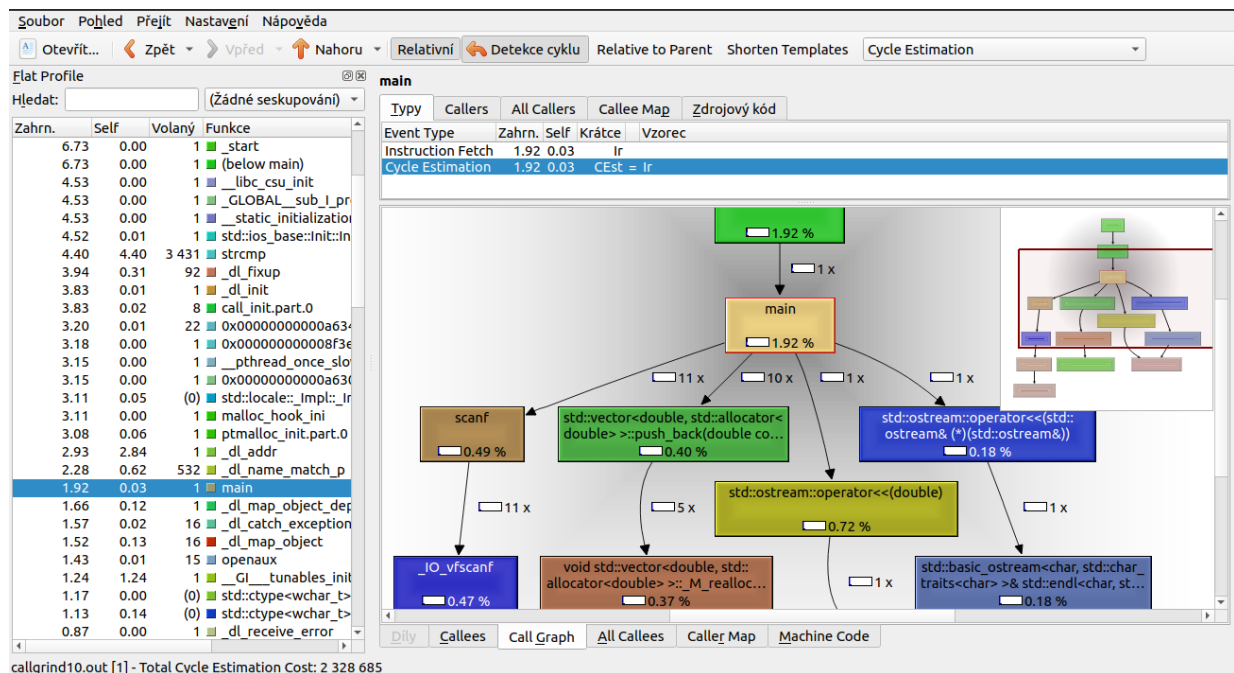 Soubor Pohled Přejít Nastavení Nápověda
Otevřít... Zpět Vpřed Nahoru Relativní Detekce cyklu Relative to Parent Shorten Templates Cycle Estimation
Flat Profile
Hledat: (Žádné seskupování)
Zahrn. Self Volaný Funkce
6.73 0.00 1 _start
6.73 0.00 1 (below main)
4.53 0.00 1 __libc_csu_init
4.53 0.00 1 _GLOBAL__sub_I_pr
4.53 0.00 1 __static_initializatio
4.52 0.01 1 std::ios_base::Init::In
4.40 4.40 3 431 strcmp
3.94 0.31 92 _dl_fixup
3.83 0.01 1 _dl_init
3.83 0.02 8 call_init.part.0
3.20 0.01 22 0x00000000000a634
3.18 0.00 1 0x000000000008f3e
3.15 0.00 1 __pthread_once_slo
3.15 0.00 1 0x00000000000a630
3.11 0.05 (0) std::locale::_Impl::_Ir
3.11 0.00 1 malloc_hook_ini
3.08 0.06 1 ptmalloc_init.part.0
2.93 2.84 1 _dl_addr
2.28 0.62 532 _dl_name_match_p
1.92 0.03 1 main
1.66 0.12 1 _dl_map_object_dep
1.57 0.02 16 _dl_catch_exception
1.52 0.13 16 _dl_map_object
1.43 0.01 15 openaux
1.24 1.24 1 __GI___tunables_init
1.17 0.00 (0) std::ctype<wchar_t>
1.13 0.14 (0) std::ctype<wchar_t>
0.87 0.00 1 _dl_receive_error
main
Typy Callers All Callers Callee Map Zdrojový kód
Event Type Zahrn. Self Krátce Vzorec
Instruction Fetch 1.92 0.03 Ir
Cycle Estimation 1.92 0.03 CEst = Ir
1.92 %
1 x
main
1.92 %
11 x 10 x 1 x 1 x
scanf
0.49 %
std::vector<double, std::allocator<
double> >::push_back(double co...
0.40 %
std::ostream::operator<<(std::
ostream& (*)(std::ostream&))
0.18 %
std::ostream::operator<<(double)
0.72 %
11 x 5 x 1 x
_IO_vfscanf
0.47 %
void std::vector<double, std::
allocator<double> >::_M_realloc...
0.37 %
1 x
std::basic_ostream<char, std::char_
traits<char> >& std::endl<char, st...
0.18 %
Díly Callees Call Graph All Callees Caller Map Machine Code
callgrind10.out [1] - Total Cycle Estimation Cost: 2 328 685